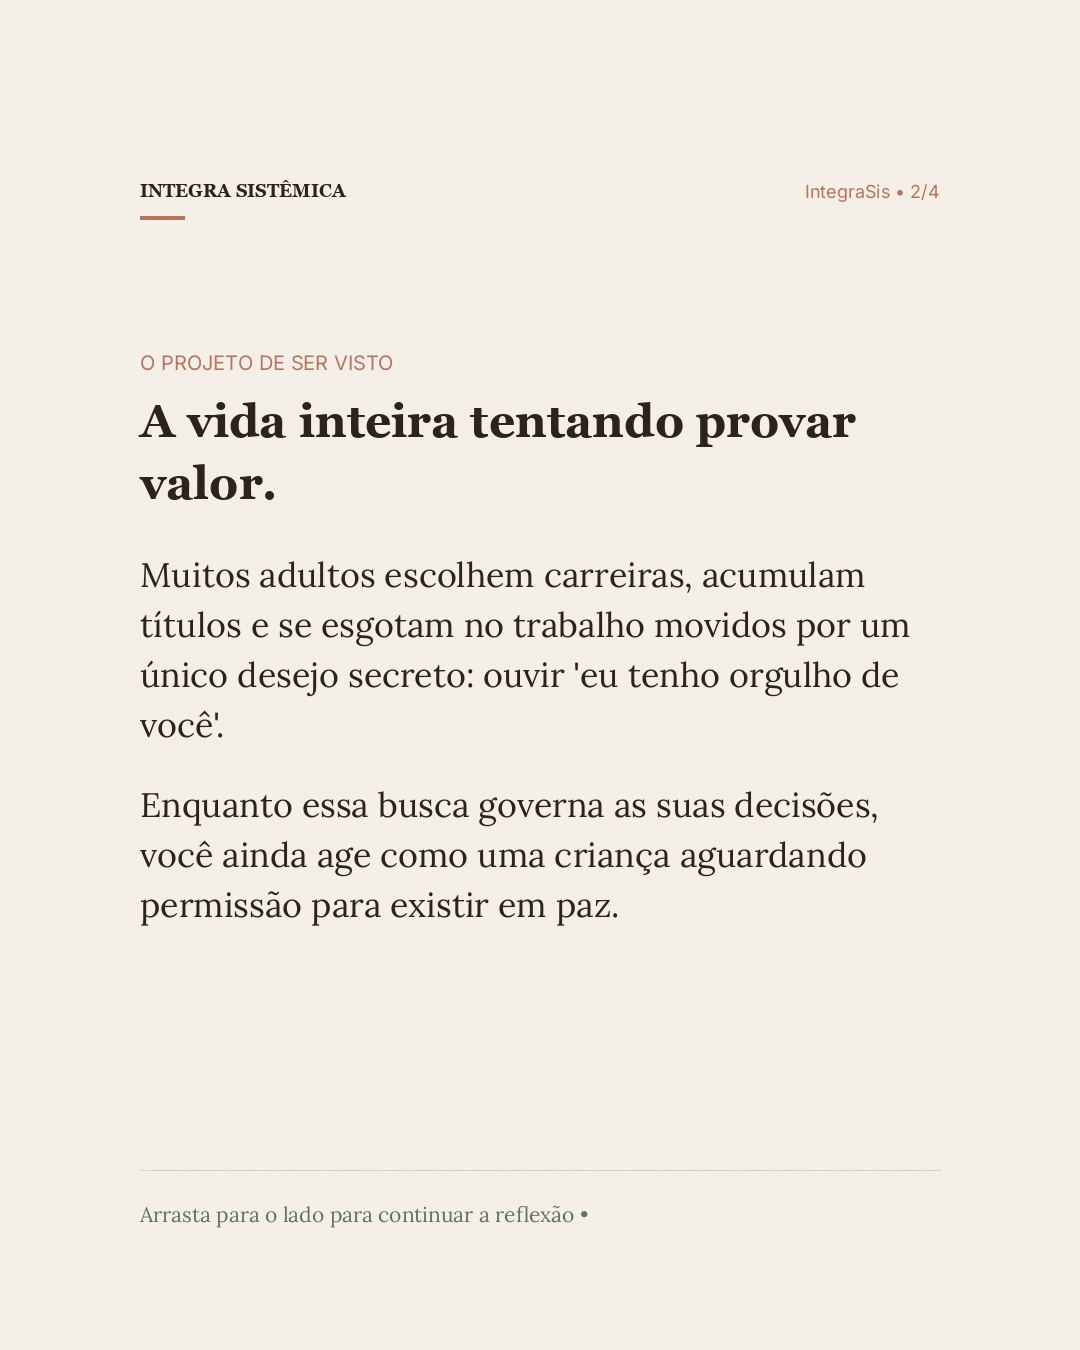 INTEGRA SISTÊMICA
IntegraSis • 2/4
O PROJETO DE SER VISTO
A vida inteira tentando provar
valor.
Muitos adultos escolhem carreiras, acumulam
títulos e se esgotam no trabalho movidos por um
único desejo secreto: ouvir 'eu tenho orgulho de
você'.
Enquanto essa busca governa as suas decisões,
você ainda age como uma criança aguardando
permissão para existir em paz.
Arrasta para o lado para continuar a reflexão •